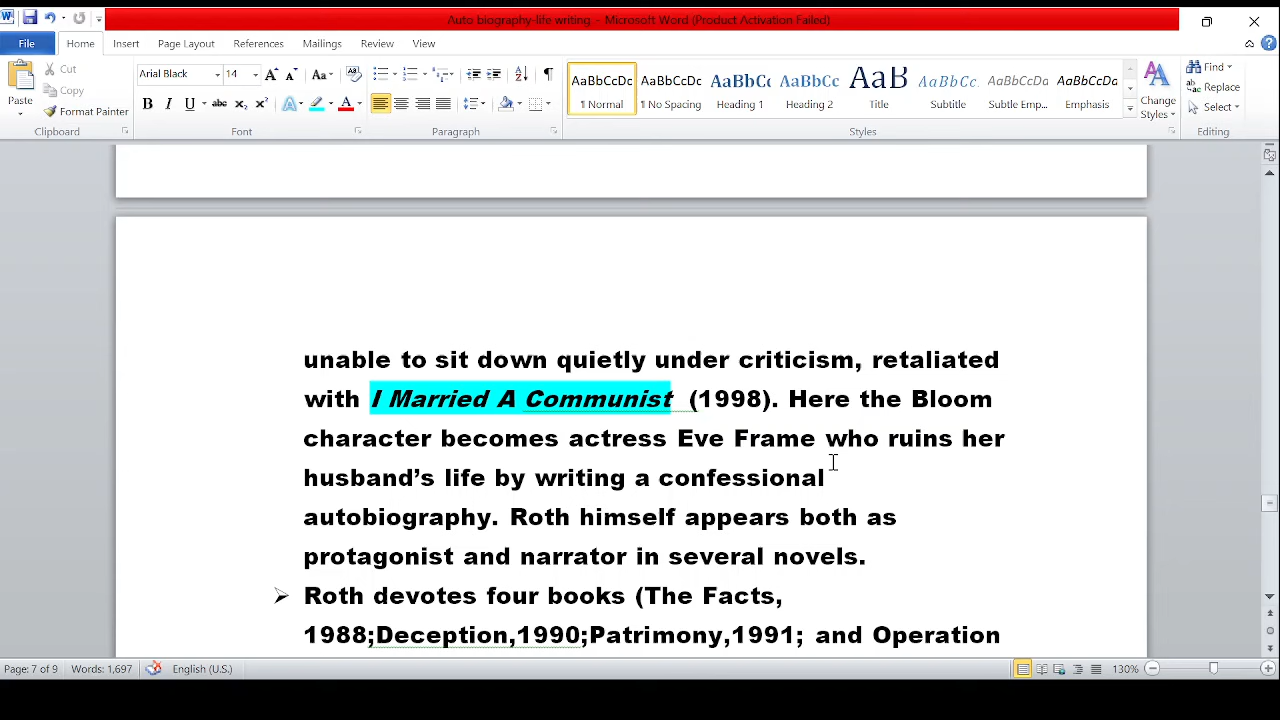 Auto biography-life writing - Microsoft Word (Product Activation Failed)
File Home Insert Page Layout References Mailings Review View
Paste Cut Copy Format Painter Clipboard
Arial Black 14 Font
Paragraph
AaBbCcDc AaBbCcDc AaBbCc AaBbCc AaB AaBbCc. AaBbCcDc AaBbCcDc
¶ Normal ¶ No Spacing Heading 1 Heading 2 Title Subtitle Subtle Em... Emphasis Change Styles
Styles
Find Replace Select Editing
unable to sit down quietly under criticism, retaliated
with I Married A Communist (1998). Here the Bloom
character becomes actress Eve Frame who ruins her
husband’s life by writing a confessional
autobiography. Roth himself appears both as
protagonist and narrator in several novels.
➢ Roth devotes four books (The Facts,
1988;Deception,1990;Patrimony,1991; and Operation
Page: 7 of 9 Words: 1,697 English (U.S.) 130%